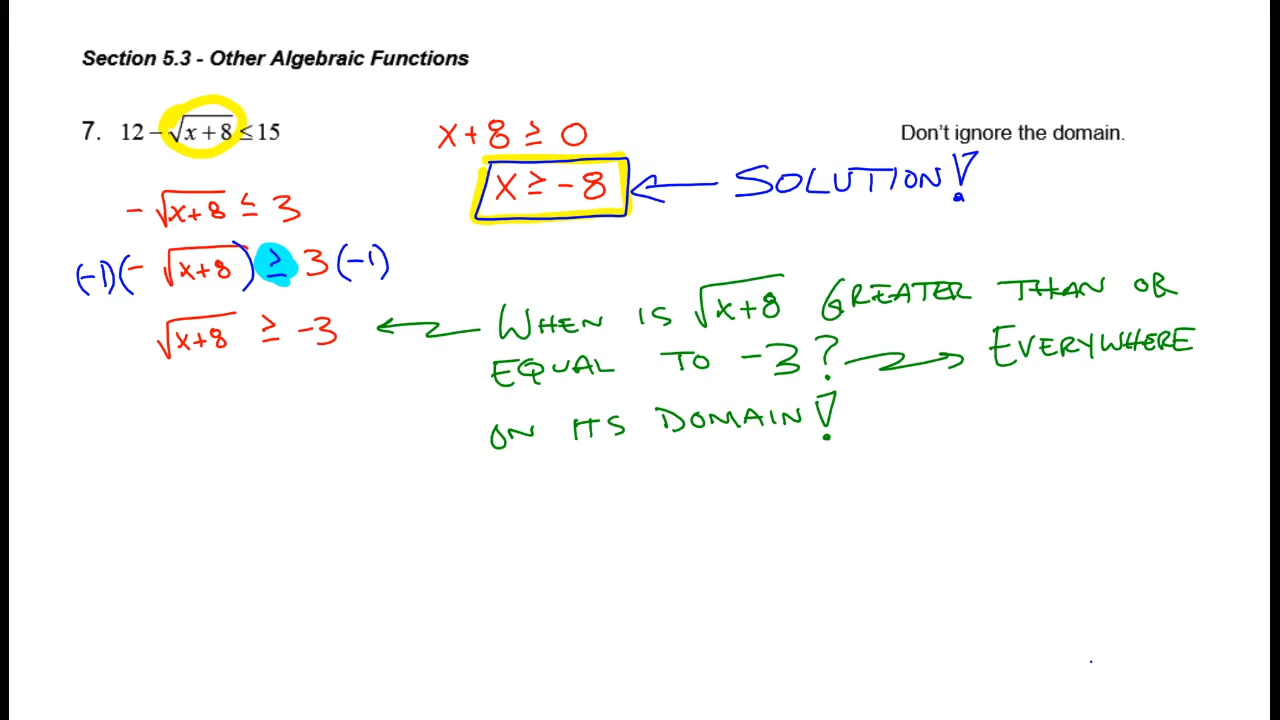 Section 5.3 - Other Algebraic Functions
7. 12 − √(x + 8) ≤ 15
x + 8 ≥ 0
Don't ignore the domain.
x ≥ −8 ← SOLUTION!
− √(x+8) ≤ 3
(−1)(− √(x+8)) ≥ 3(−1)
√(x+8) ≥ −3
WHEN IS √(x+8) GREATER THAN OR
EQUAL TO −3? → EVERYWHERE
ON ITS DOMAIN!